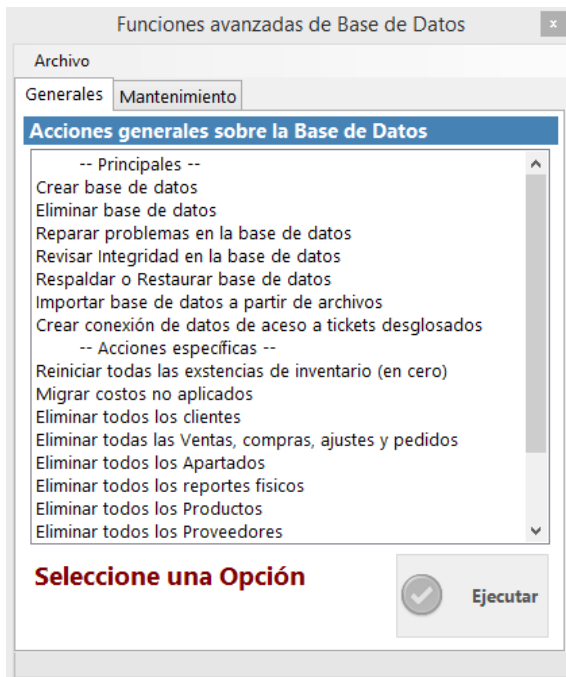 Funciones avanzadas de Base de Datos
x
Archivo
Generales Mantenimiento
Acciones generales sobre la Base de Datos
-- Principales --
Crear base de datos
Eliminar base de datos
Reparar problemas en la base de datos
Revisar Integridad en la base de datos
Respaldar o Restaurar base de datos
Importar base de datos a partir de archivos
Crear conexión de datos de aceso a tickets desglosados
-- Acciones específicas --
Reiniciar todas las exstencias de inventario (en cero)
Migrar costos no aplicados
Eliminar todos los clientes
Eliminar todas las Ventas, compras, ajustes y pedidos
Eliminar todos los Apartados
Eliminar todos los reportes fisicos
Eliminar todos los Productos
Eliminar todos los Proveedores
Seleccione una Opción
Ejecutar